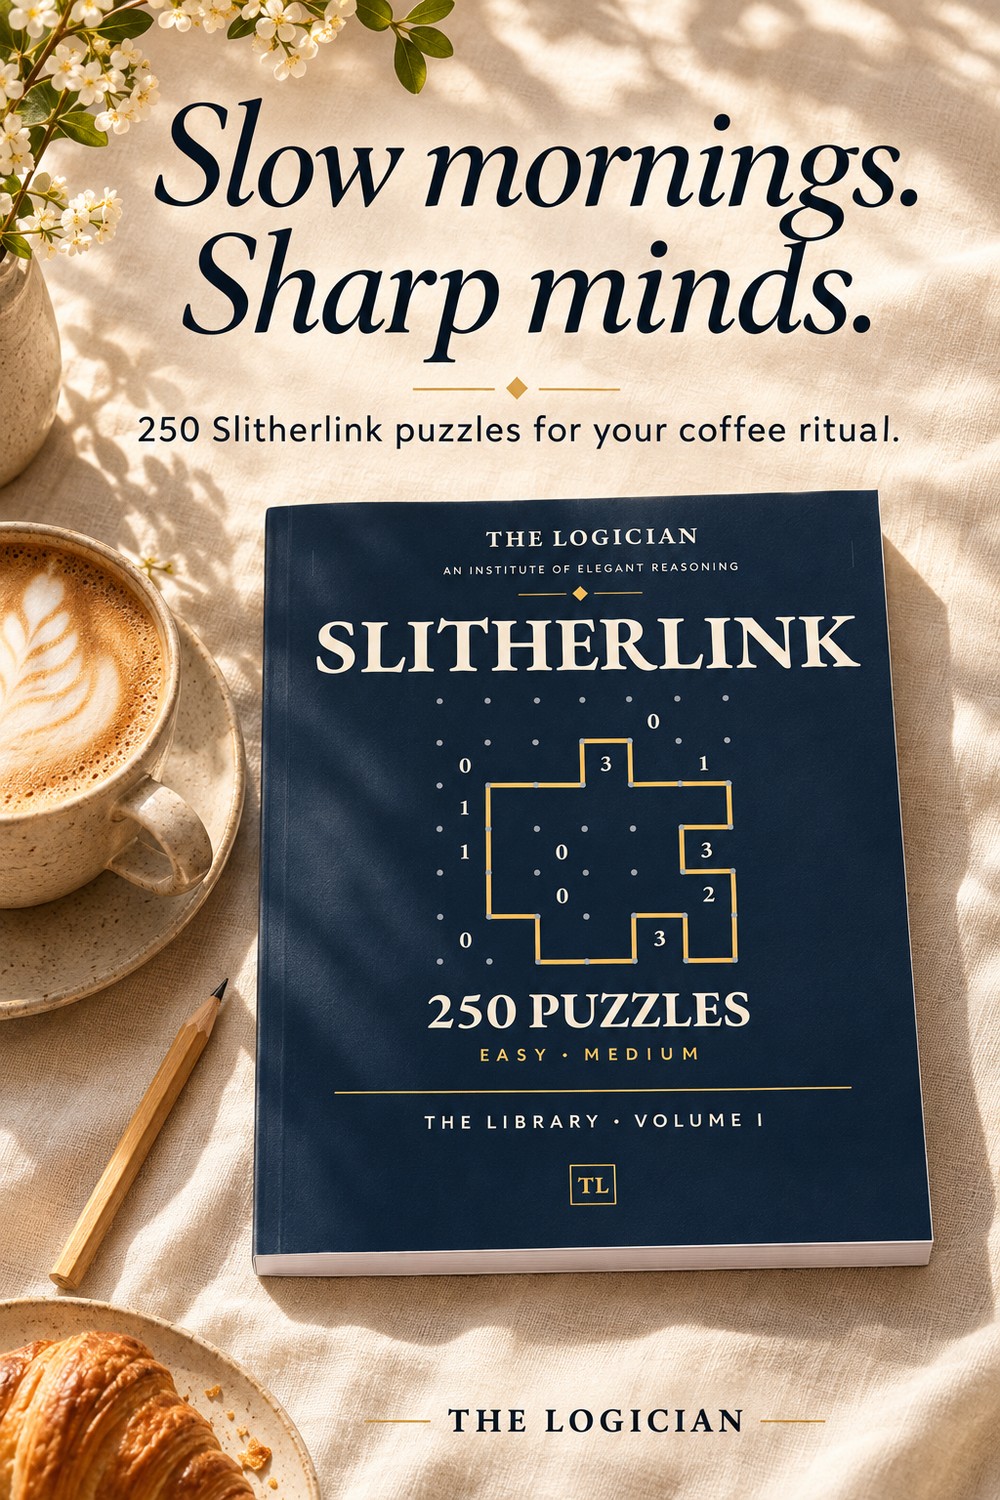 Slow mornings.
Sharp minds.
250 Slitherlink puzzles for your coffee ritual.
THE LOGICIAN
AN INSTITUTE OF ELEGANT REASONING
SLITHERLINK
0
0 3 1
1
1 0 3
0 2
0 3
250 PUZZLES
EASY · MEDIUM
THE LIBRARY · VOLUME I
TL
THE LOGICIAN